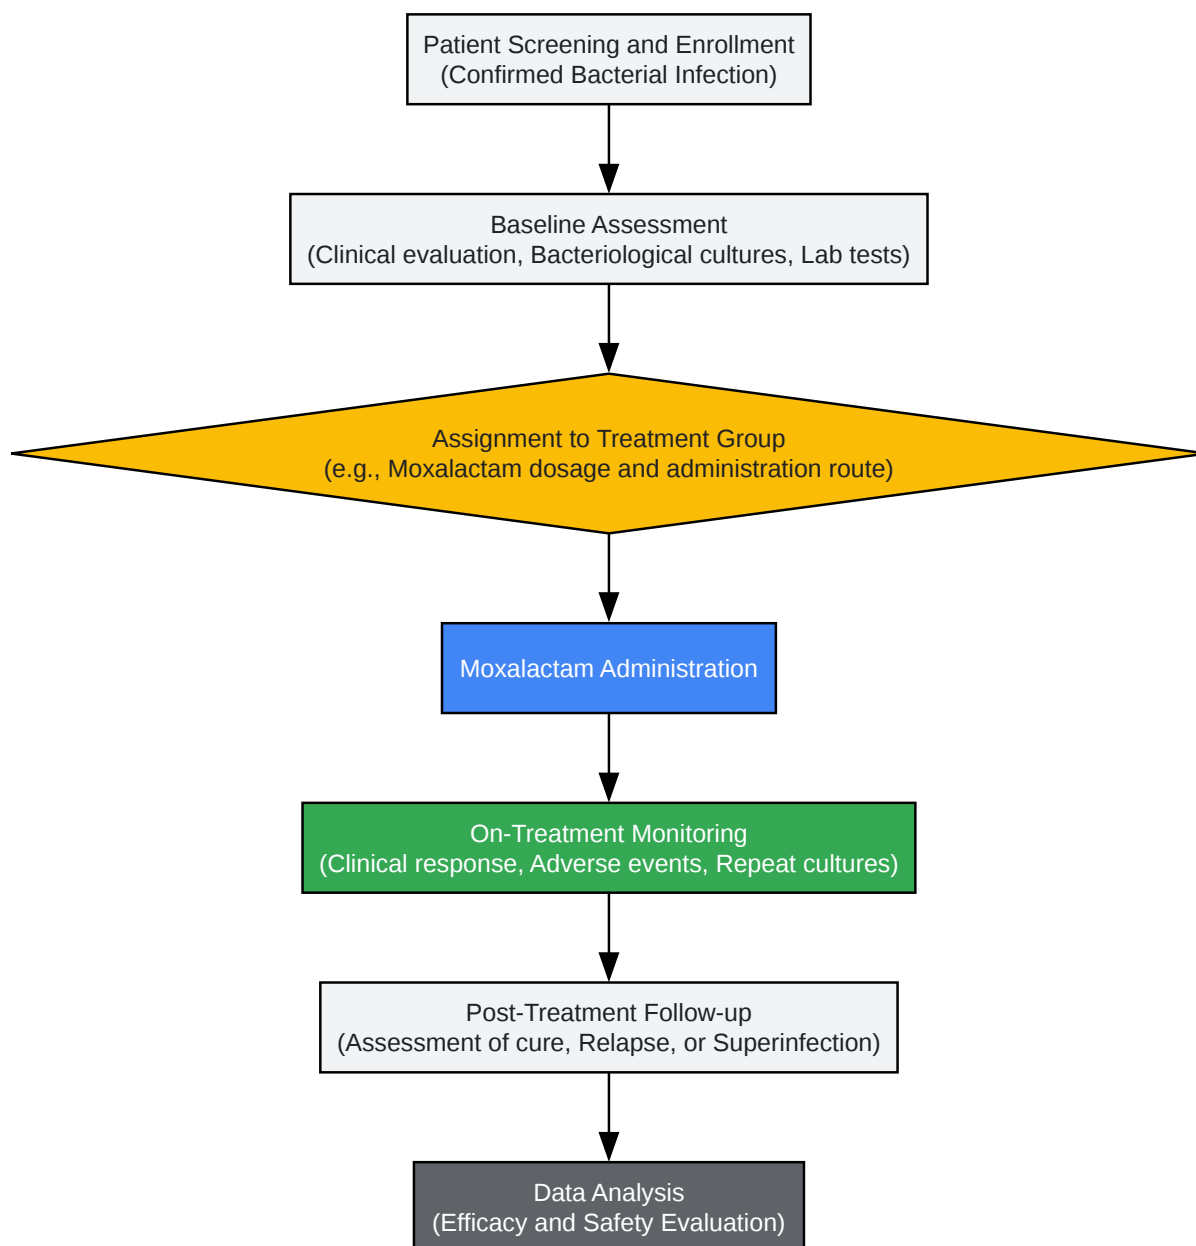 Patient Screening and Enrollment
(Confirmed Bacterial Infection)
Baseline Assessment
(Clinical evaluation, Bacteriological cultures, Lab tests)
Assignment to Treatment Group
(e.g., Moxalactam dosage and administration route)
Moxalactam Administration
On-Treatment Monitoring
(Clinical response, Adverse events, Repeat cultures)
Post-Treatment Follow-up
(Assessment of cure, Relapse, or Superinfection)
Data Analysis
(Efficacy and Safety Evaluation)